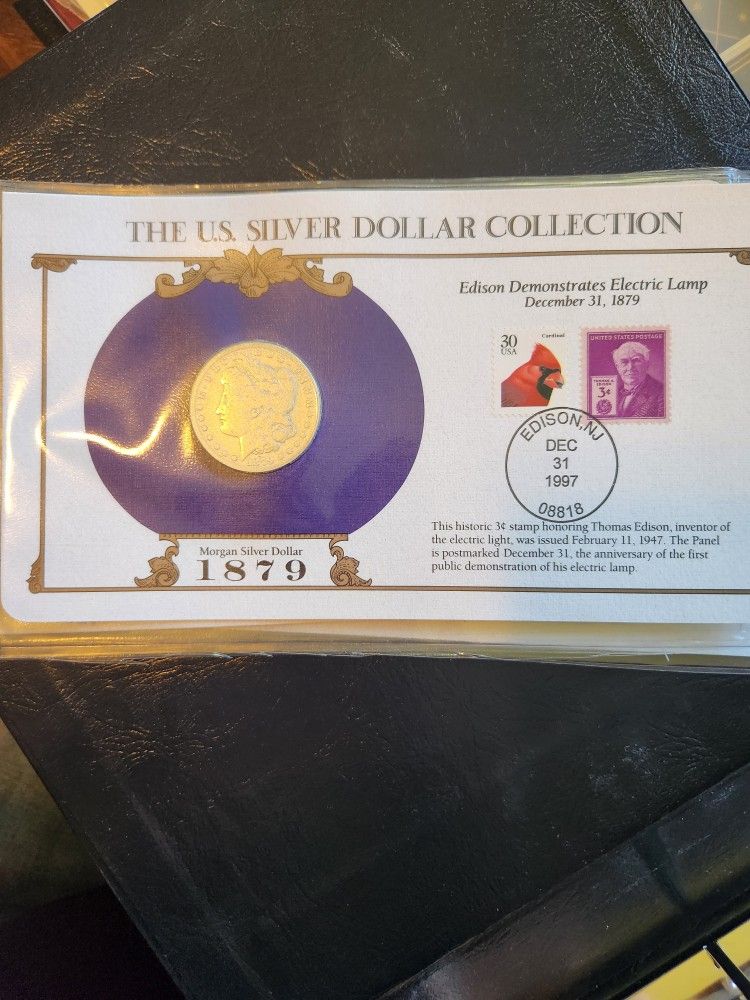 THE U.S. SILVER DOLLAR COLLECTION
Edison Demonstrates Electric Lamp
December 31, 1879
30
USA
Cardinal
UNITED STATES POSTAGE
THOMAS A.
EDISON
3¢
EDISON, NJ
DEC
31
1997
08818
This historic 3¢ stamp honoring Thomas Edison, inventor of
the electric light, was issued February 11, 1947. The Panel
is postmarked December 31, the anniversary of the first
public demonstration of his electric lamp.
Morgan Silver Dollar
1879